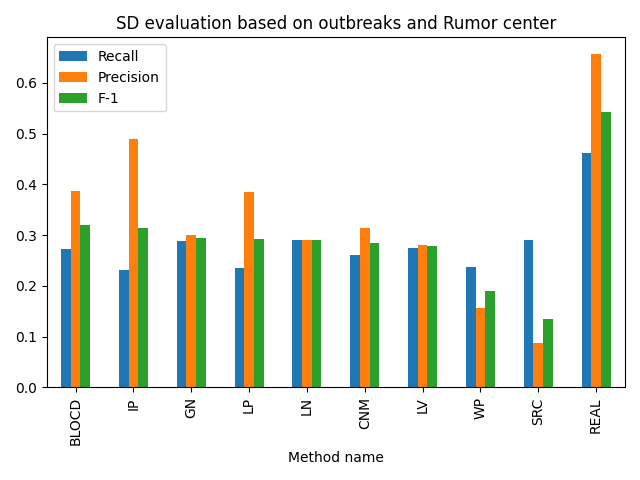 SD evaluation based on outbreaks and Rumor center
Recall
Precision
F-1
0.6
0.5
0.4
0.3
0.2
0.1
0.0
BLOCD
IP
GN
LP
LN
CNM
LV
WP
SRC
REAL
Method name